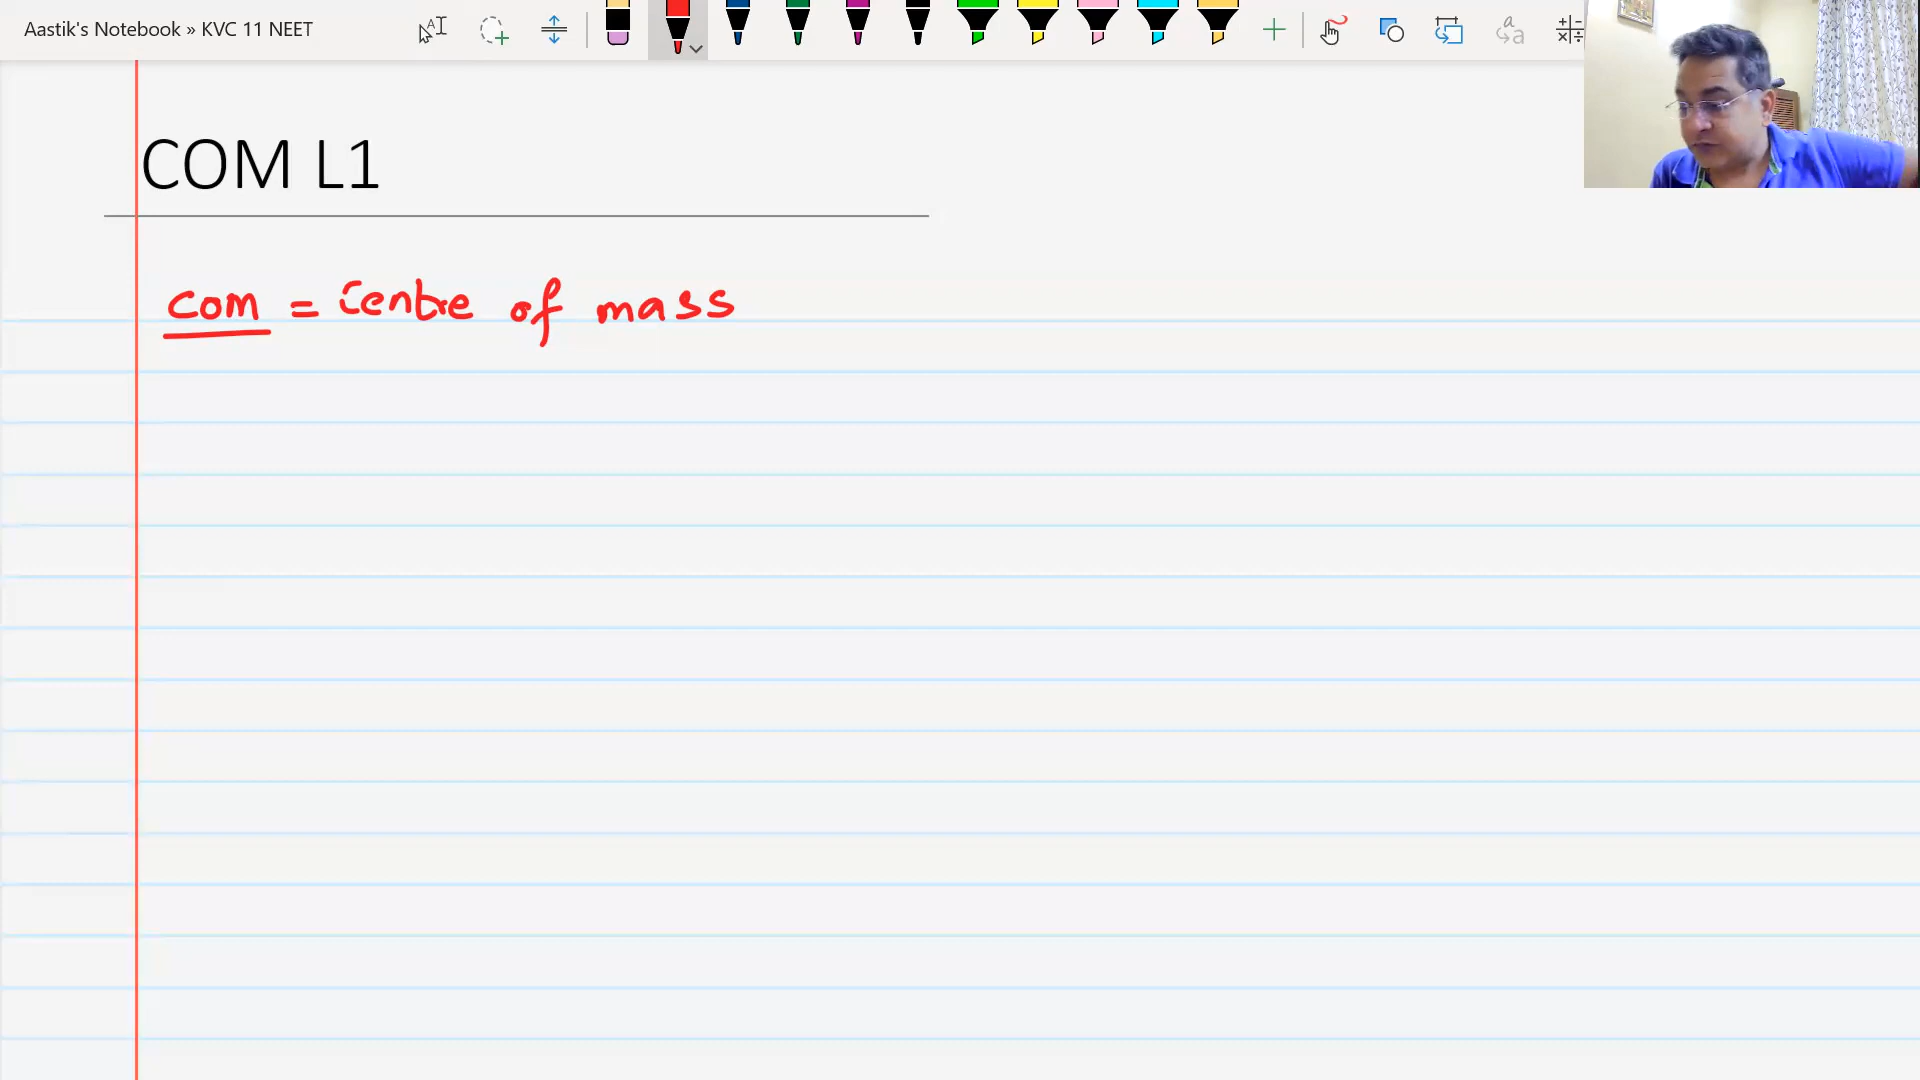 Aastik's Notebook » KVC 11 NEET
COM L1
COM = Centre of mass